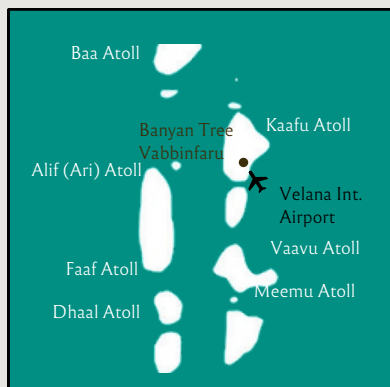 Baa Atoll
Kaafu Atoll
Banyan Tree
Vabbinfaru
Alif (Ari) Atoll
Velana Int.
Airport
Vaavu Atoll
Faaf Atoll
Meemu Atoll
Dhaal Atoll